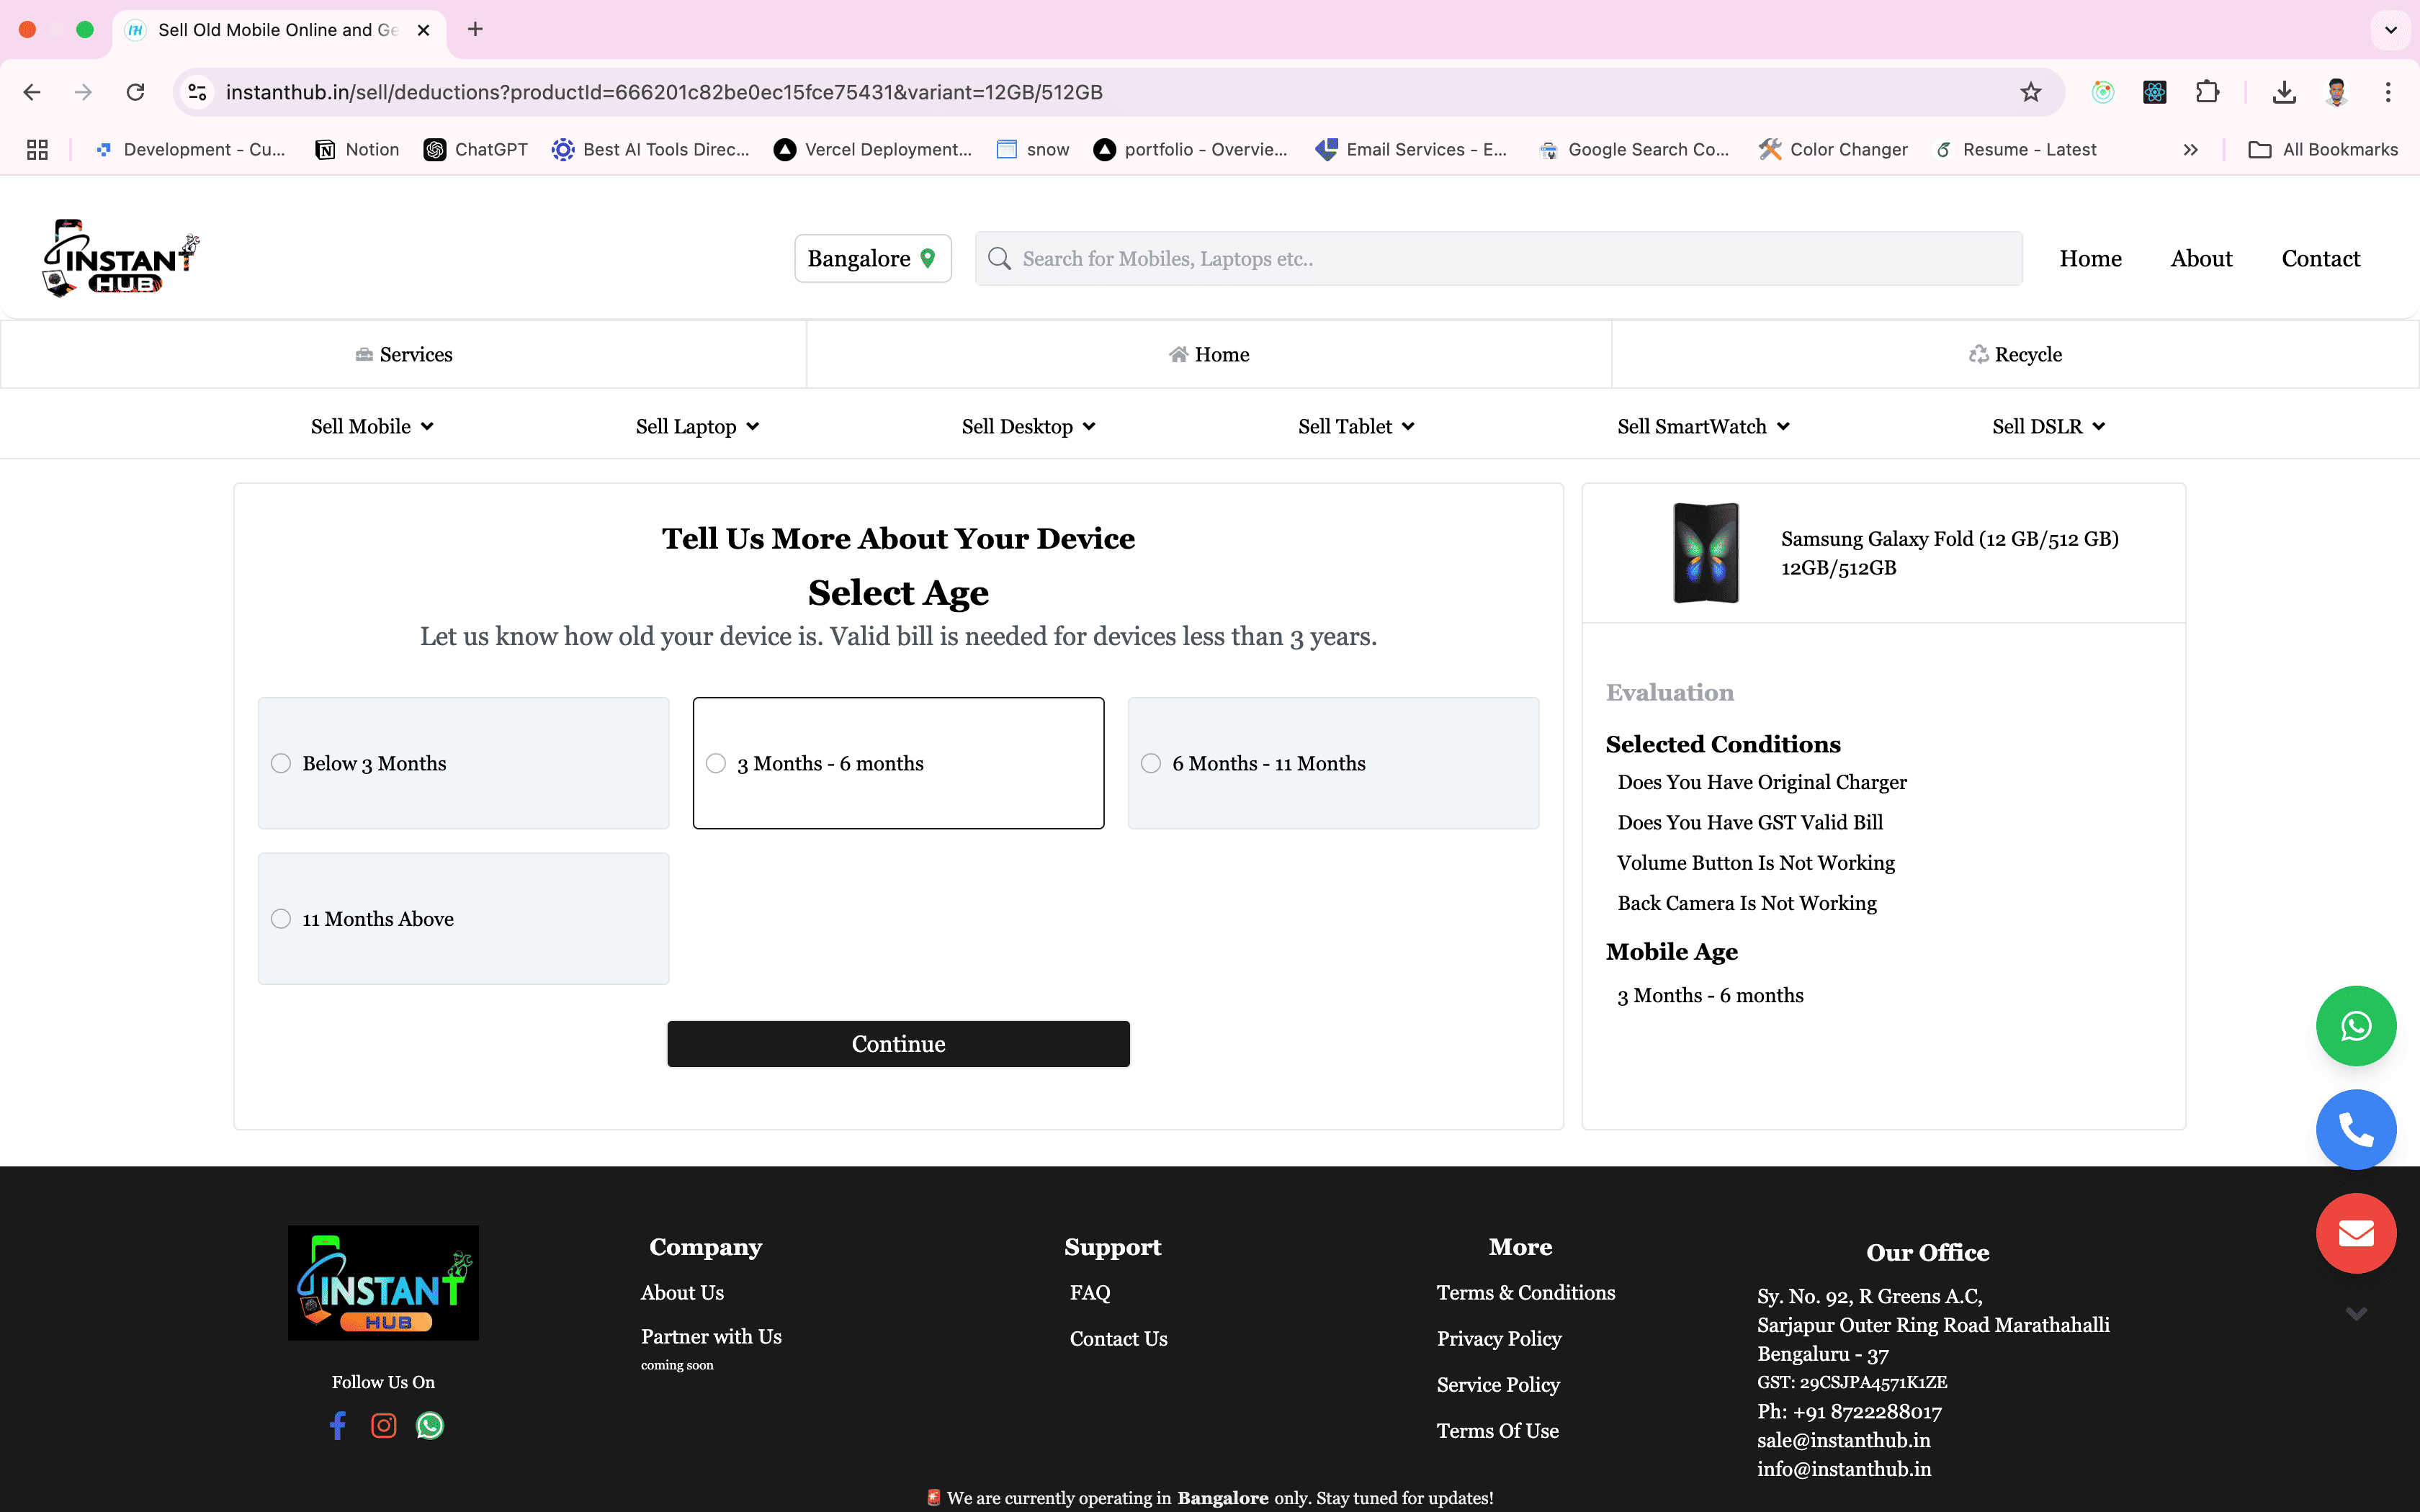 Sell Old Mobile Online and Ge
instanthub.in/sell/deductions?productId=666201c82be0ec15fce75431&variant=12GB/512GB
Development - Cu...
Notion
ChatGPT
Best AI Tools Direc...
Vercel Deployment...
snow
portfolio - Overvie...
Email Services - E...
Google Search Co...
Color Changer
Resume - Latest
All Bookmarks
INSTANT
HUB
Bangalore
Search for Mobiles, Laptops etc..
Home
About
Contact
Services
Home
Recycle
Sell Mobile
Sell Laptop
Sell Desktop
Sell Tablet
Sell SmartWatch
Sell DSLR
Tell Us More About Your Device
Select Age
Let us know how old your device is. Valid bill is needed for devices less than 3 years.
Below 3 Months
3 Months - 6 months
6 Months - 11 Months
11 Months Above
Continue
Samsung Galaxy Fold (12 GB/512 GB)
12GB/512GB
Evaluation
Selected Conditions
Does You Have Original Charger
Does You Have GST Valid Bill
Volume Button Is Not Working
Back Camera Is Not Working
Mobile Age
3 Months - 6 months
INSTANT
HUB
Follow Us On
Company
About Us
Partner with Us
coming soon
Support
FAQ
Contact Us
More
Terms & Conditions
Privacy Policy
Service Policy
Terms Of Use
Our Office
Sy. No. 92, R Greens A.C,
Sarjapur Outer Ring Road Marathahalli
Bengaluru - 37
GST: 29CSJPA4571K1ZE
Ph: +91 8722288017
sale@instanthub.in
info@instanthub.in
We are currently operating in Bangalore only. Stay tuned for updates!